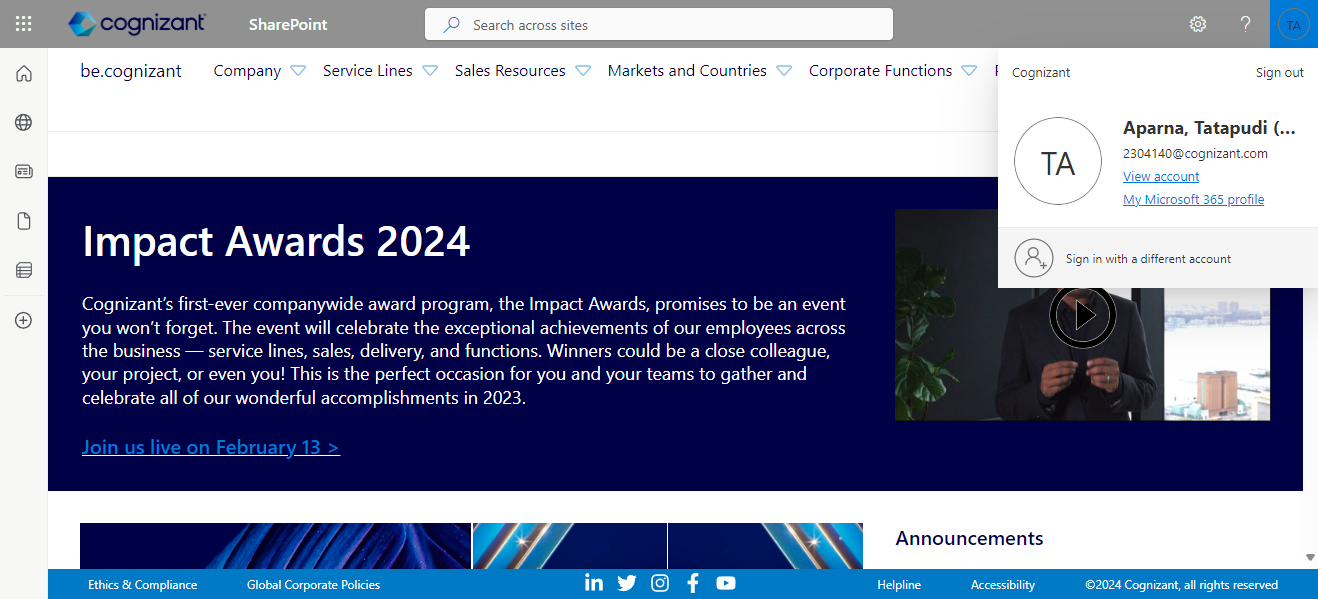 cognizant
SharePoint
Search across sites
?
TA
be.cognizant
Company
Service Lines
Sales Resources
Markets and Countries
Corporate Functions
Cognizant
Sign out
TA
Aparna, Tatapudi (...
2304140@cognizant.com
View account
My Microsoft 365 profile
Sign in with a different account
Impact Awards 2024
Cognizant’s first-ever companywide award program, the Impact Awards, promises to be an event
you won’t forget. The event will celebrate the exceptional achievements of our employees across
the business — service lines, sales, delivery, and functions. Winners could be a close colleague,
your project, or even you! This is the perfect occasion for you and your teams to gather and
celebrate all of our wonderful accomplishments in 2023.
Join us live on February 13 >
Announcements
Ethics & Compliance
Global Corporate Policies
Helpline
Accessibility
©2024 Cognizant, all rights reserved